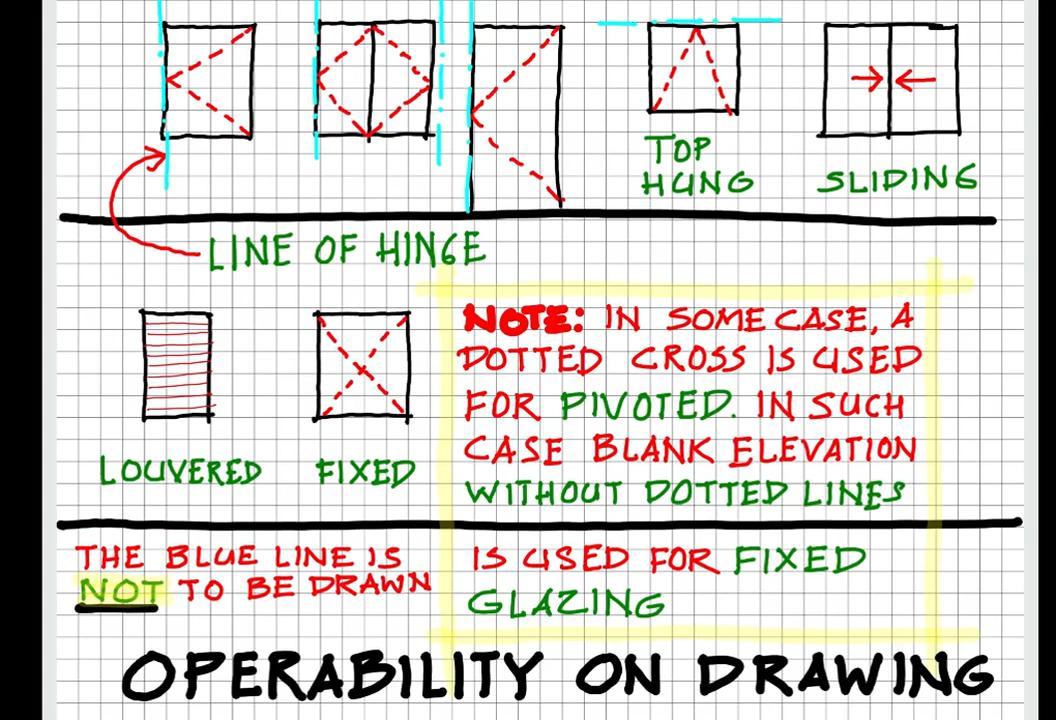 TOP
HUNG
SLIDING
LINE OF HINGE
LOUVERED
FIXED
NOTE: IN SOME CASE, A
DOTTED CROSS IS USED
FOR PIVOTED. IN SUCH
CASE BLANK ELEVATION
WITHOUT DOTTED LINES
IS USED FOR FIXED
GLAZING
THE BLUE LINE IS
NOT TO BE DRAWN
OPERABILITY ON DRAWING